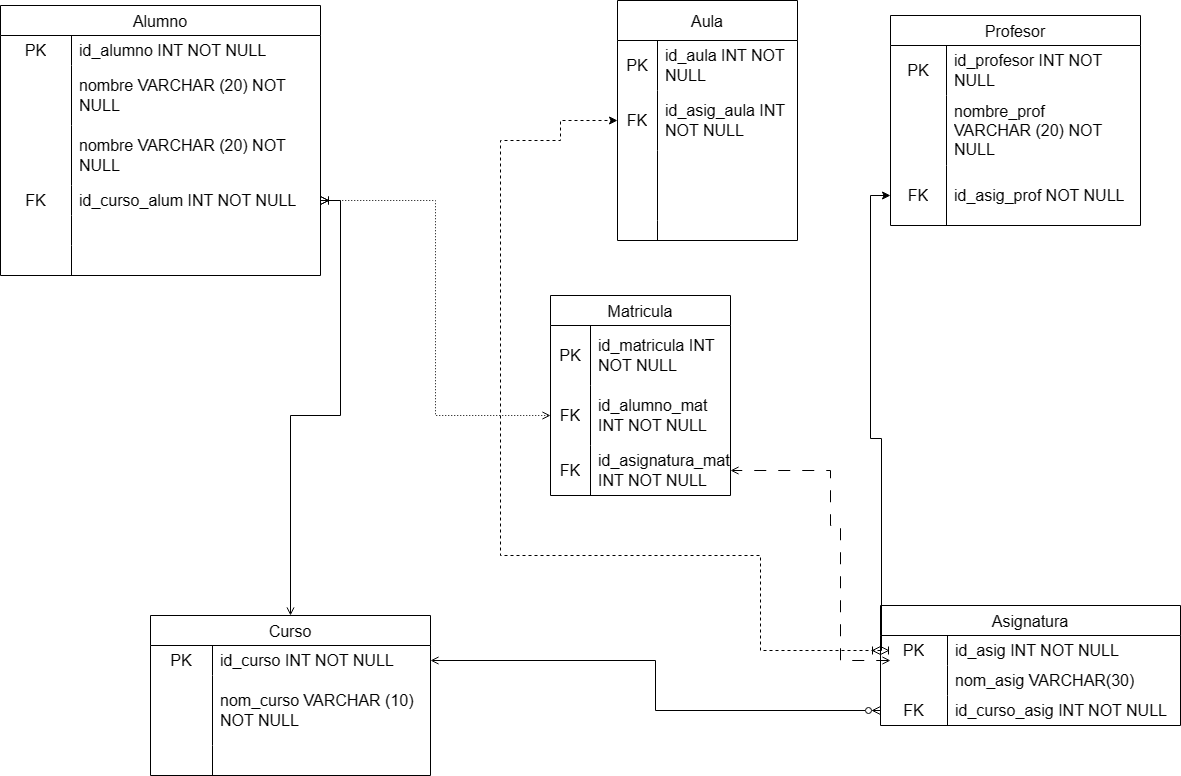 Alumno
PK
id_alumno INT NOT NULL
nombre VARCHAR (20) NOT
NULL
nombre VARCHAR (20) NOT
NULL
FK
id_curso_alum INT NOT NULL
Aula
PK
id_aula INT NOT
NULL
FK
id_asig_aula INT
NOT NULL
Profesor
PK
id_profesor INT NOT
NULL
nombre_prof
VARCHAR (20) NOT
NULL
FK
id_asig_prof NOT NULL
Matricula
PK
id_matricula INT
NOT NULL
FK
id_alumno_mat
INT NOT NULL
FK
id_asignatura_mat
INT NOT NULL
Curso
PK
id_curso INT NOT NULL
nom_curso VARCHAR (10)
NOT NULL
Asignatura
PK
id_asig INT NOT NULL
nom_asig VARCHAR(30)
FK
id_curso_asig INT NOT NULL